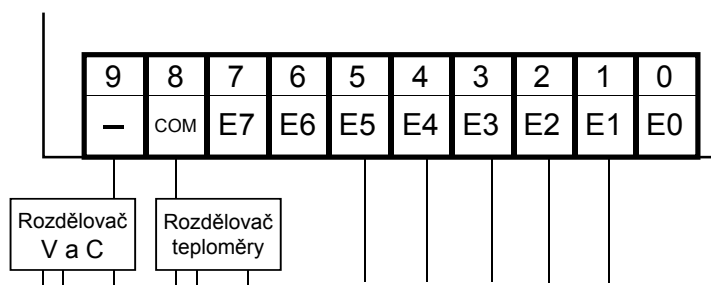 9 8 7 6 5 4 3 2 1 0
– COM E7 E6 E5 E4 E3 E2 E1 E0
Rozdělovač
V a C
Rozdělovač
teploměry